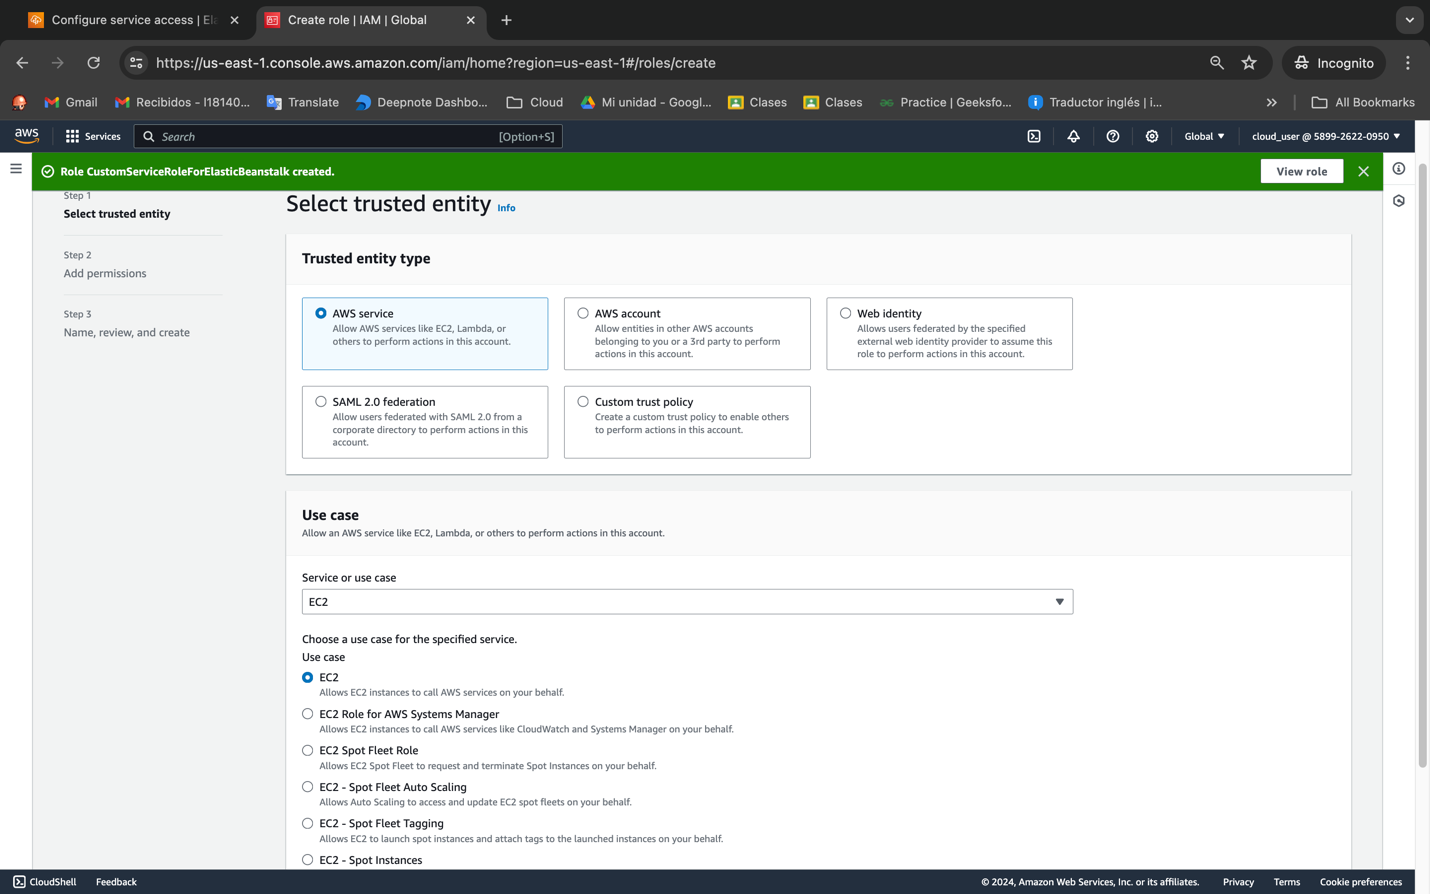 Configure service access | Ela
Create role | IAM | Global
https://us-east-1.console.aws.amazon.com/iam/home?region=us-east-1#/roles/create
Incognito
Gmail
Recibidos - l18140...
Translate
Deepnote Dashbo...
Cloud
Mi unidad - Googl...
Clases
Clases
Practice | Geeksfo...
Traductor inglés | i...
All Bookmarks
aws
Services
Search
[Option+S]
Global
cloud_user @ 5899-2622-0950
Role CustomServiceRoleForElasticBeanstalk created.
View role
Step 1
Select trusted entity
Step 2
Add permissions
Step 3
Name, review, and create
Select trusted entity Info
Trusted entity type
AWS service
Allow AWS services like EC2, Lambda, or
others to perform actions in this account.
AWS account
Allow entities in other AWS accounts
belonging to you or a 3rd party to perform
actions in this account.
Web identity
Allows users federated by the specified
external web identity provider to assume this
role to perform actions in this account.
SAML 2.0 federation
Allow users federated with SAML 2.0 from a
corporate directory to perform actions in this
account.
Custom trust policy
Create a custom trust policy to enable others
to perform actions in this account.
Use case
Allow an AWS service like EC2, Lambda, or others to perform actions in this account.
Service or use case
EC2
Choose a use case for the specified service.
Use case
EC2
Allows EC2 instances to call AWS services on your behalf.
EC2 Role for AWS Systems Manager
Allows EC2 instances to call AWS services like CloudWatch and Systems Manager on your behalf.
EC2 Spot Fleet Role
Allows EC2 Spot Fleet to request and terminate Spot Instances on your behalf.
EC2 - Spot Fleet Auto Scaling
Allows Auto Scaling to access and update EC2 spot fleets on your behalf.
EC2 - Spot Fleet Tagging
Allows EC2 to launch spot instances and attach tags to the launched instances on your behalf.
EC2 - Spot Instances
CloudShell
Feedback
© 2024, Amazon Web Services, Inc. or its affiliates.
Privacy
Terms
Cookie preferences